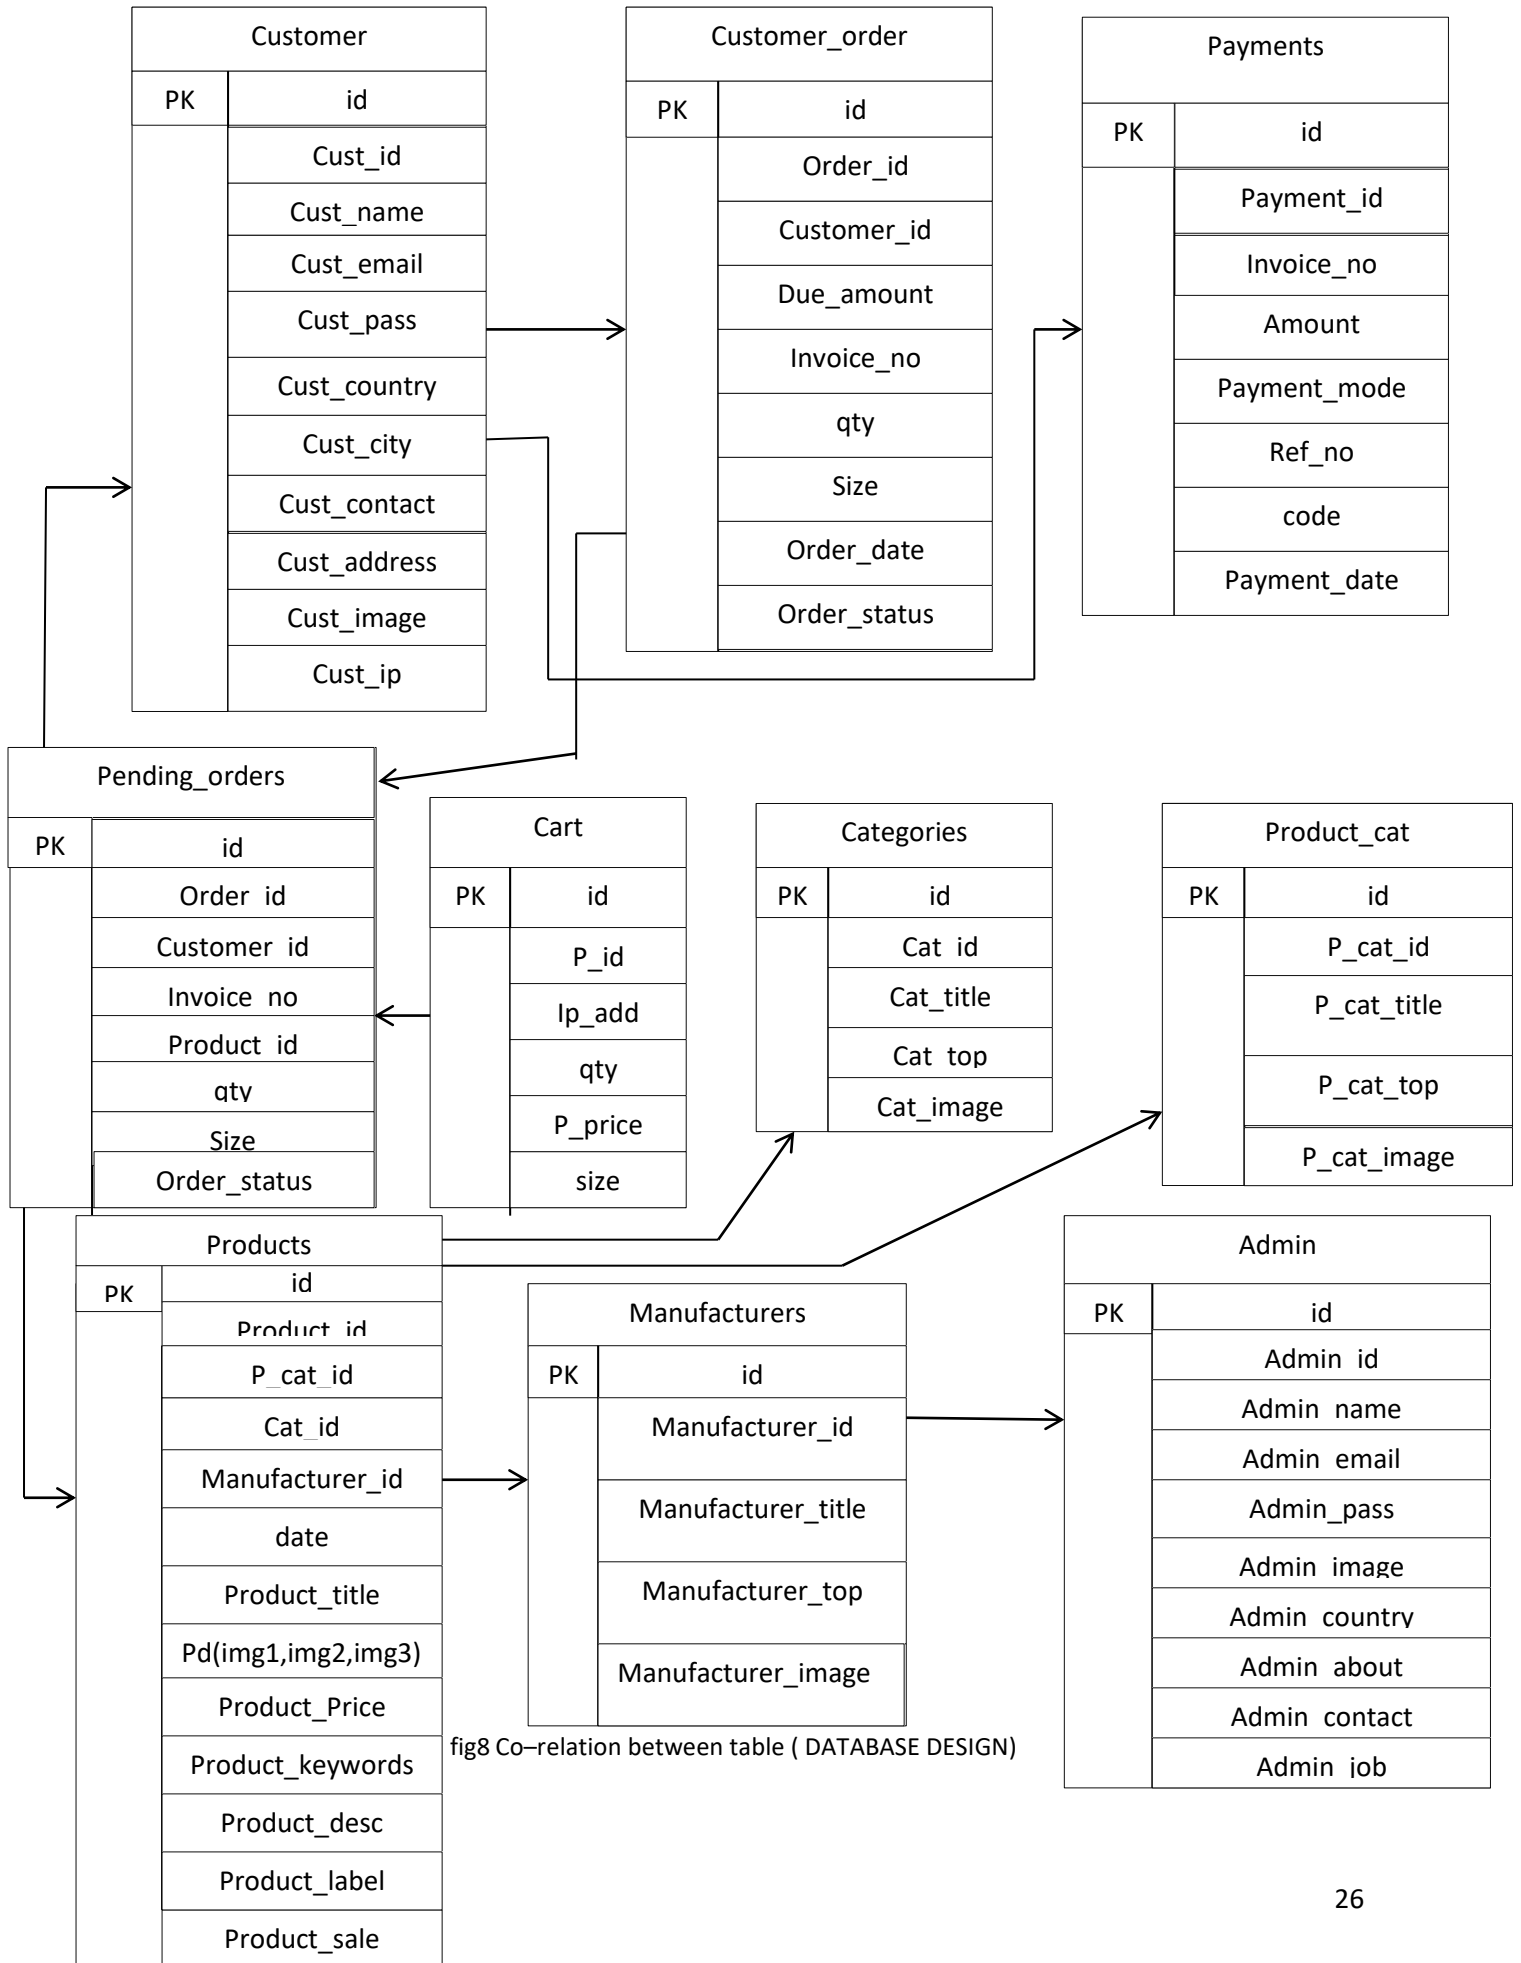 Customer
PK id
Cust_id
Cust_name
Cust_email
Cust_pass
Cust_country
Cust_city
Cust_contact
Cust_address
Cust_image
Cust_ip
Customer_order
PK id
Order_id
Customer_id
Due_amount
Invoice_no
qty
Size
Order_date
Order_status
Payments
PK id
Payment_id
Invoice_no
Amount
Payment_mode
Ref_no
code
Payment_date
Pending_orders
PK id
Order_id
Customer_id
Invoice_no
Product_id
qty
Size
Order_status
Cart
PK id
P_id
Ip_add
qty
P_price
size
Categories
PK id
Cat_id
Cat_title
Cat_top
Cat_image
Product_cat
PK id
P_cat_id
P_cat_title
P_cat_top
P_cat_image
Products
PK id
Product_id
P_cat_id
Cat_id
Manufacturer_id
date
Product_title
Pd(img1,img2,img3)
Product_Price
Product_keywords
Product_desc
Product_label
Product_sale
Manufacturers
PK id
Manufacturer_id
Manufacturer_title
Manufacturer_top
Manufacturer_image
Admin
PK id
Admin_id
Admin_name
Admin_email
Admin_pass
Admin_image
Admin_country
Admin_about
Admin_contact
Admin_job
fig8 Co–relation between table ( DATABASE DESIGN)
26